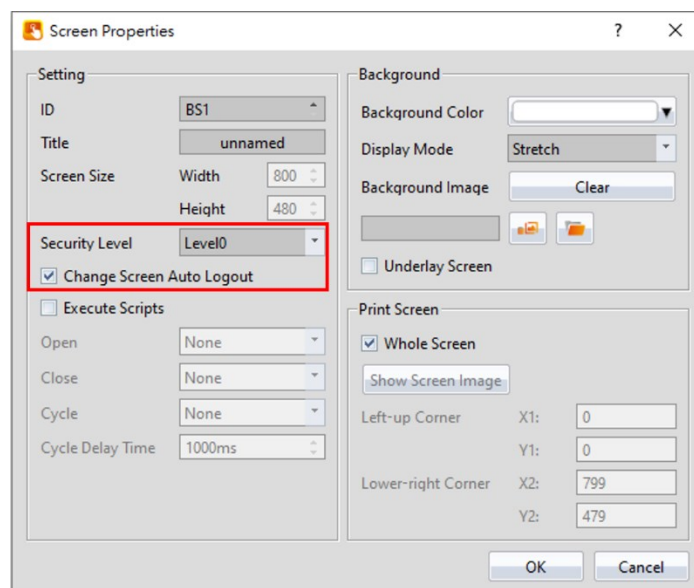 Screen Properties
?
Setting
ID BS1
Title unnamed
Screen Size Width 800
Height 480
Security Level Level0
Change Screen Auto Logout
Execute Scripts
Open None
Close None
Cycle None
Cycle Delay Time 1000ms
Background
Background Color
Display Mode Stretch
Background Image Clear
Underlay Screen
Print Screen
Whole Screen
Show Screen Image
Left-up Corner X1: 0
Y1: 0
Lower-right Corner X2: 799
Y2: 479
OK Cancel